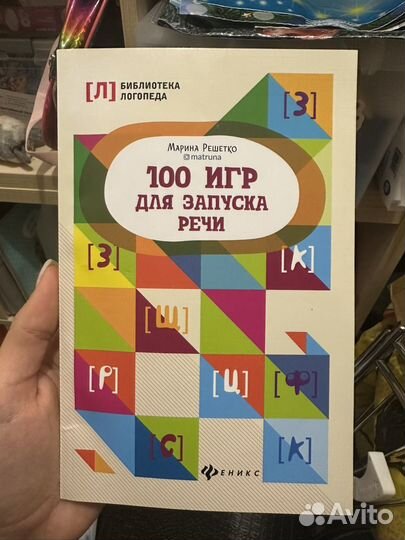 [Л] БИБЛИОТЕКА
ЛОГОПЕДА
[З]
Марина Решетко
@matruna
100 ИГР
ДЛЯ ЗАПУСКА
РЕЧИ
[З]
[К]
[Щ]
[Р]
[Ц]
[Ф]
[С]
[К]
ФЕНИКС
Avito